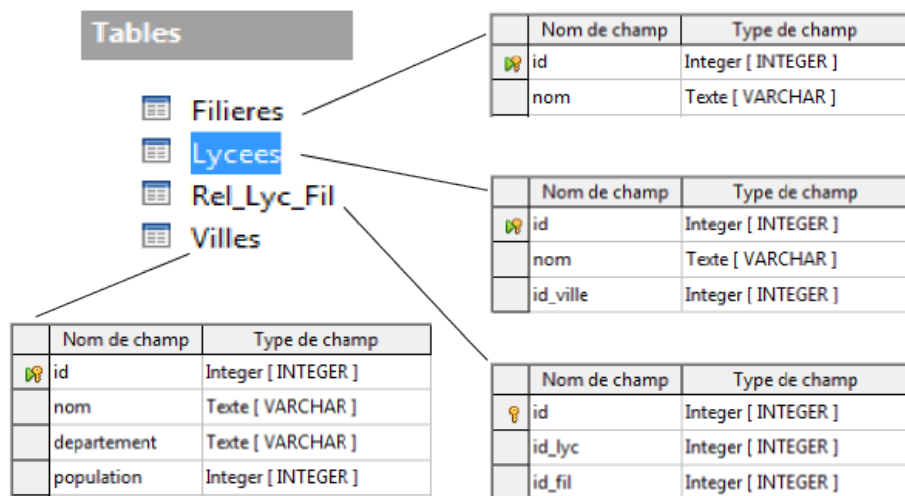 Tables
Filieres
Lycees
Rel_Lyc_Fil
Villes
Nom de champ Type de champ
id Integer [ INTEGER ]
nom Texte [ VARCHAR ]
Nom de champ Type de champ
id Integer [ INTEGER ]
nom Texte [ VARCHAR ]
id_ville Integer [ INTEGER ]
Nom de champ Type de champ
id Integer [ INTEGER ]
nom Texte [ VARCHAR ]
departement Texte [ VARCHAR ]
population Integer [ INTEGER ]
Nom de champ Type de champ
id Integer [ INTEGER ]
id_lyc Integer [ INTEGER ]
id_fil Integer [ INTEGER ]